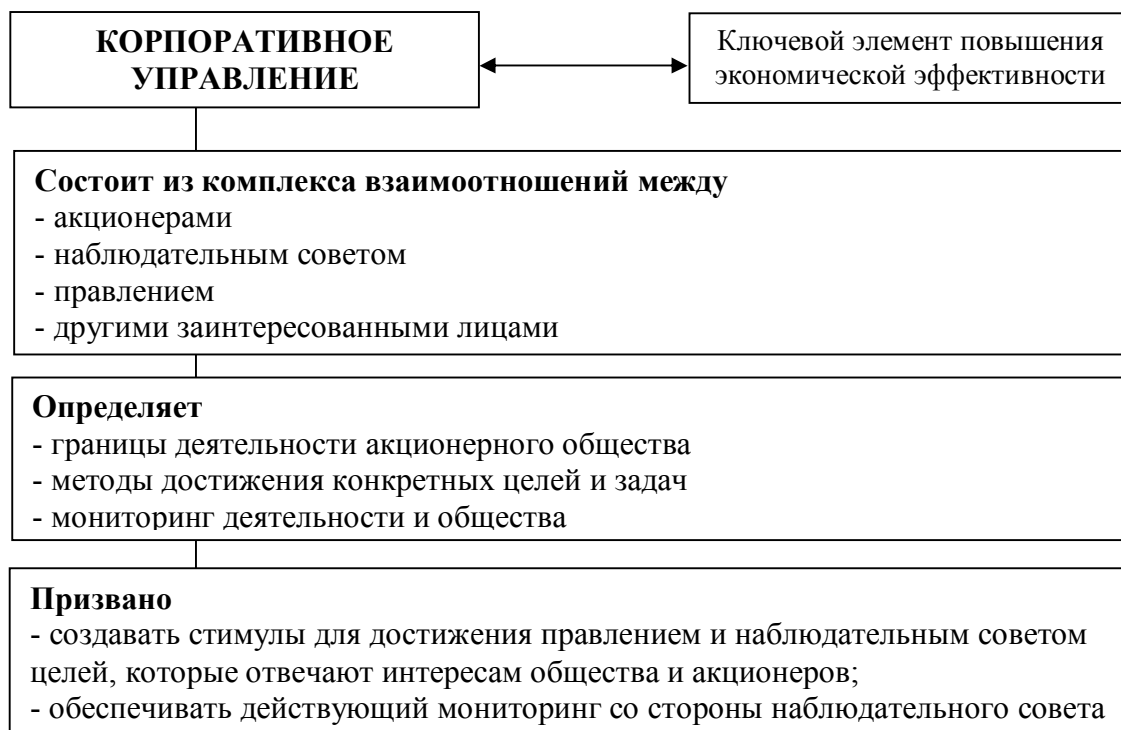 КОРПОРАТИВНОЕ
УПРАВЛЕНИЕ
Ключевой элемент повышения
экономической эффективности
Состоит из комплекса взаимоотношений между
- акционерами
- наблюдательным советом
- правлением
- другими заинтересованными лицами
Определяет
- границы деятельности акционерного общества
- методы достижения конкретных целей и задач
- мониторинг деятельности и общества
Призвано
- создавать стимулы для достижения правлением и наблюдательным советом
целей, которые отвечают интересам общества и акционеров;
- обеспечивать действующий мониторинг со стороны наблюдательного совета